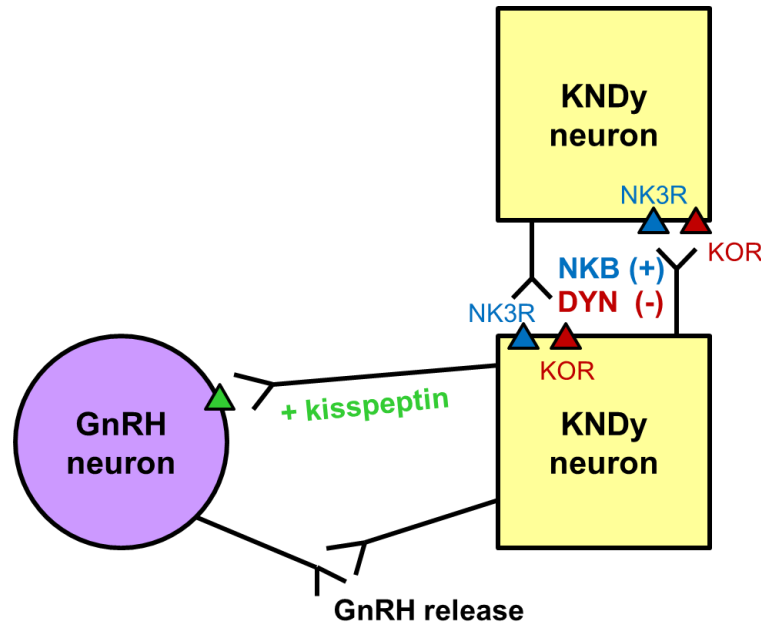 KNDy
neuron
NK3R
KOR
NKB (+)
DYN (-)
NK3R
KOR
+ kisspeptin
GnRH
neuron
KNDy
neuron
GnRH release